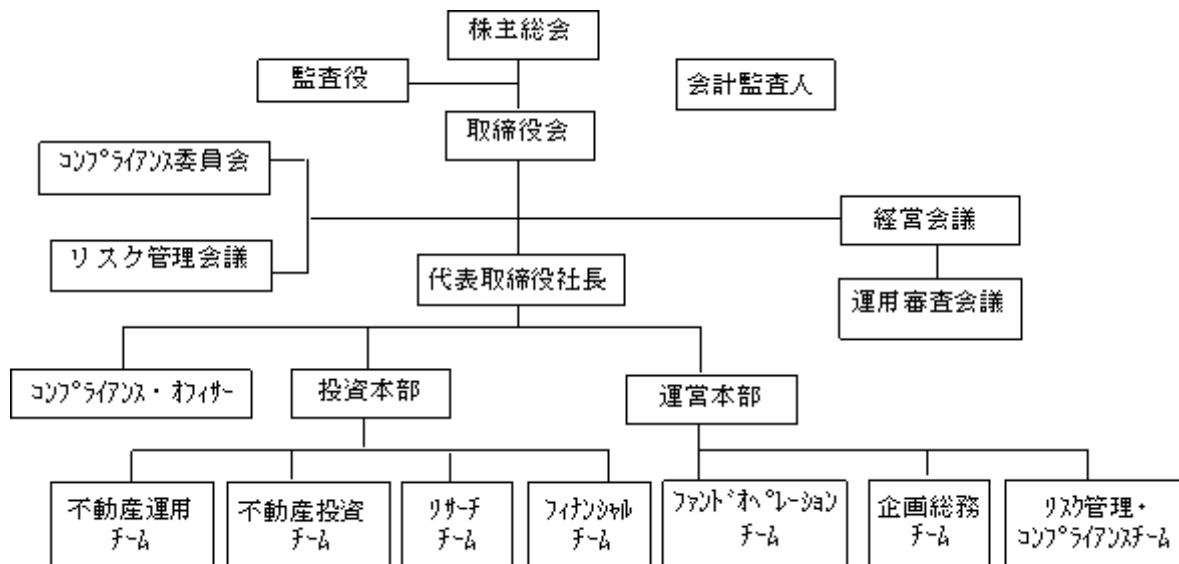 株主総会
監査役
会計監査人
取締役会
ｺﾝﾌﾟﾗｲｱﾝｽ委員会
経営会議
リスク管理会議
代表取締役社長
運用審査会議
ｺﾝﾌﾟﾗｲｱﾝｽ・ｵﾌｨｻｰ
投資本部
運営本部
不動産運用
ﾁｰﾑ
不動産投資
ﾁｰﾑ
ﾘｻｰﾁ
ﾁｰﾑ
ﾌｨﾅﾝｼｬﾙ
ﾁｰﾑ
ﾌｧﾝﾄﾞｵﾍﾟﾚｰｼｮﾝ
ﾁｰﾑ
企画総務
ﾁｰﾑ
ﾘｽｸ管理・
ｺﾝﾌﾟﾗｲｱﾝｽﾁｰﾑ